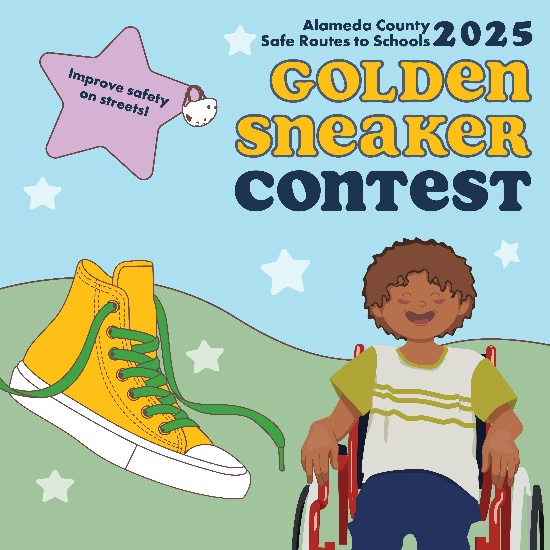 Alameda County
Safe Routes to Schools 2025
GOLDEN
SNEAKER
CONTEST
Improve safety
on streets!